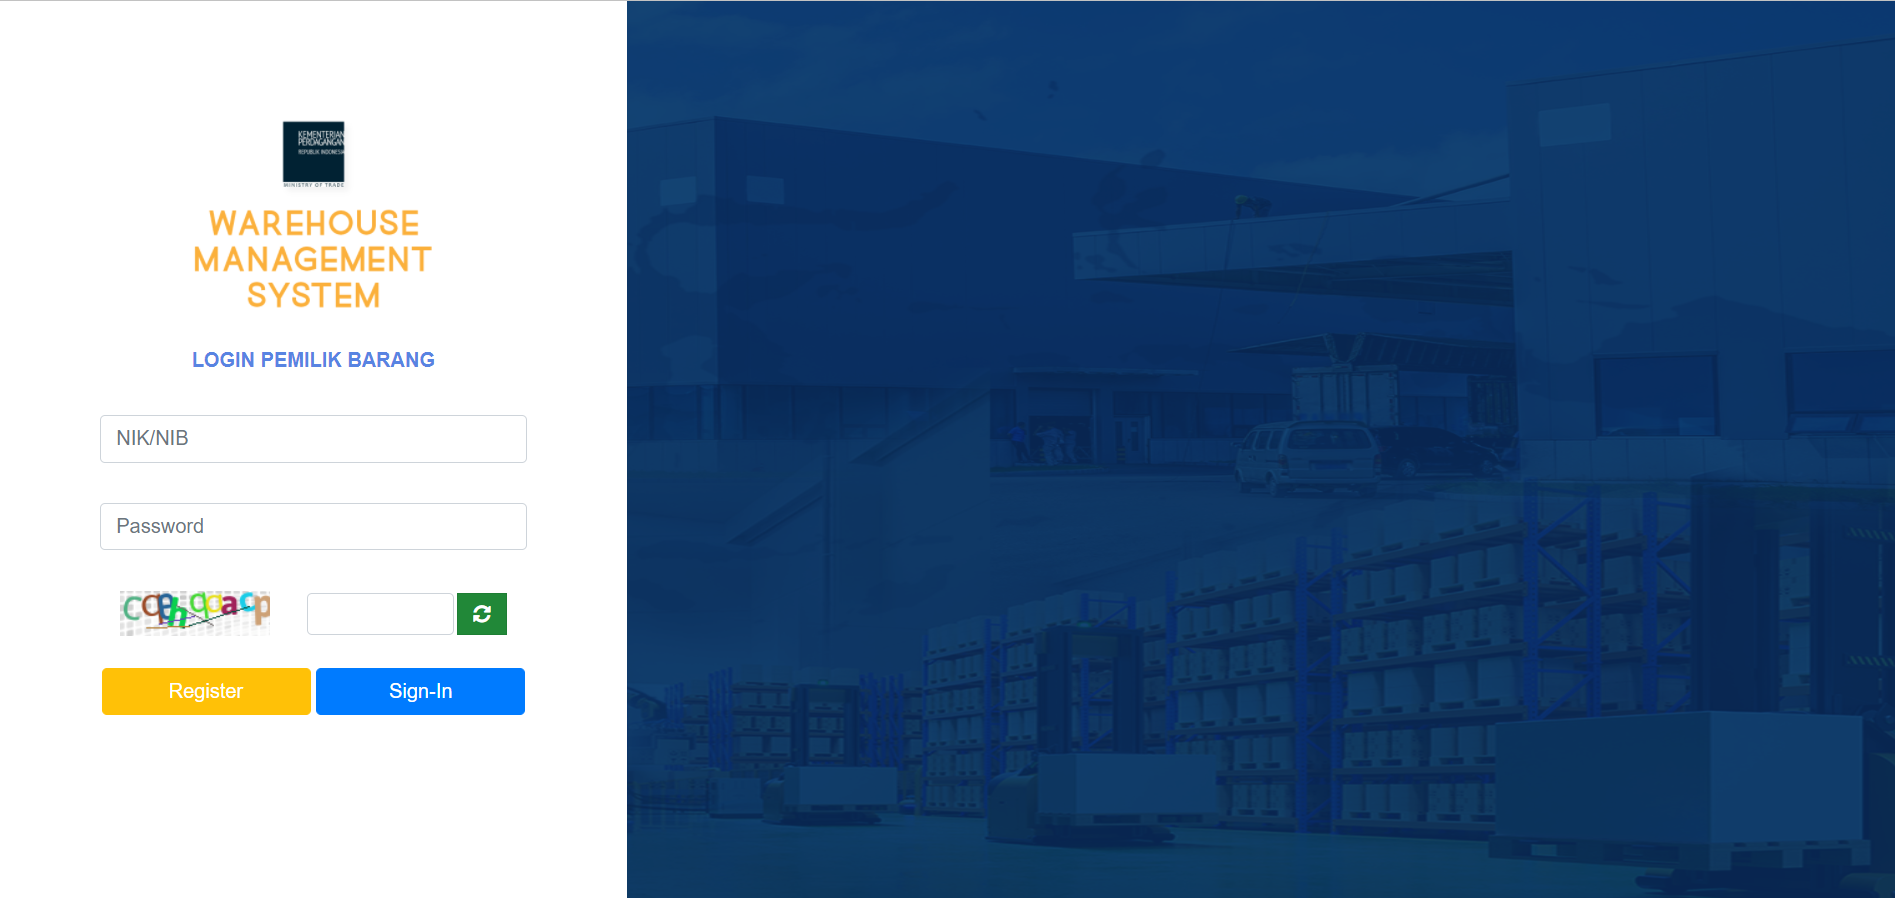 KEMENTERIAN
PERDAGANGAN
REPUBLIK INDONESIA
MINISTRY OF TRADE
WAREHOUSE
MANAGEMENT
SYSTEM
LOGIN PEMILIK BARANG
NIK/NIB
Password
Register
Sign-In